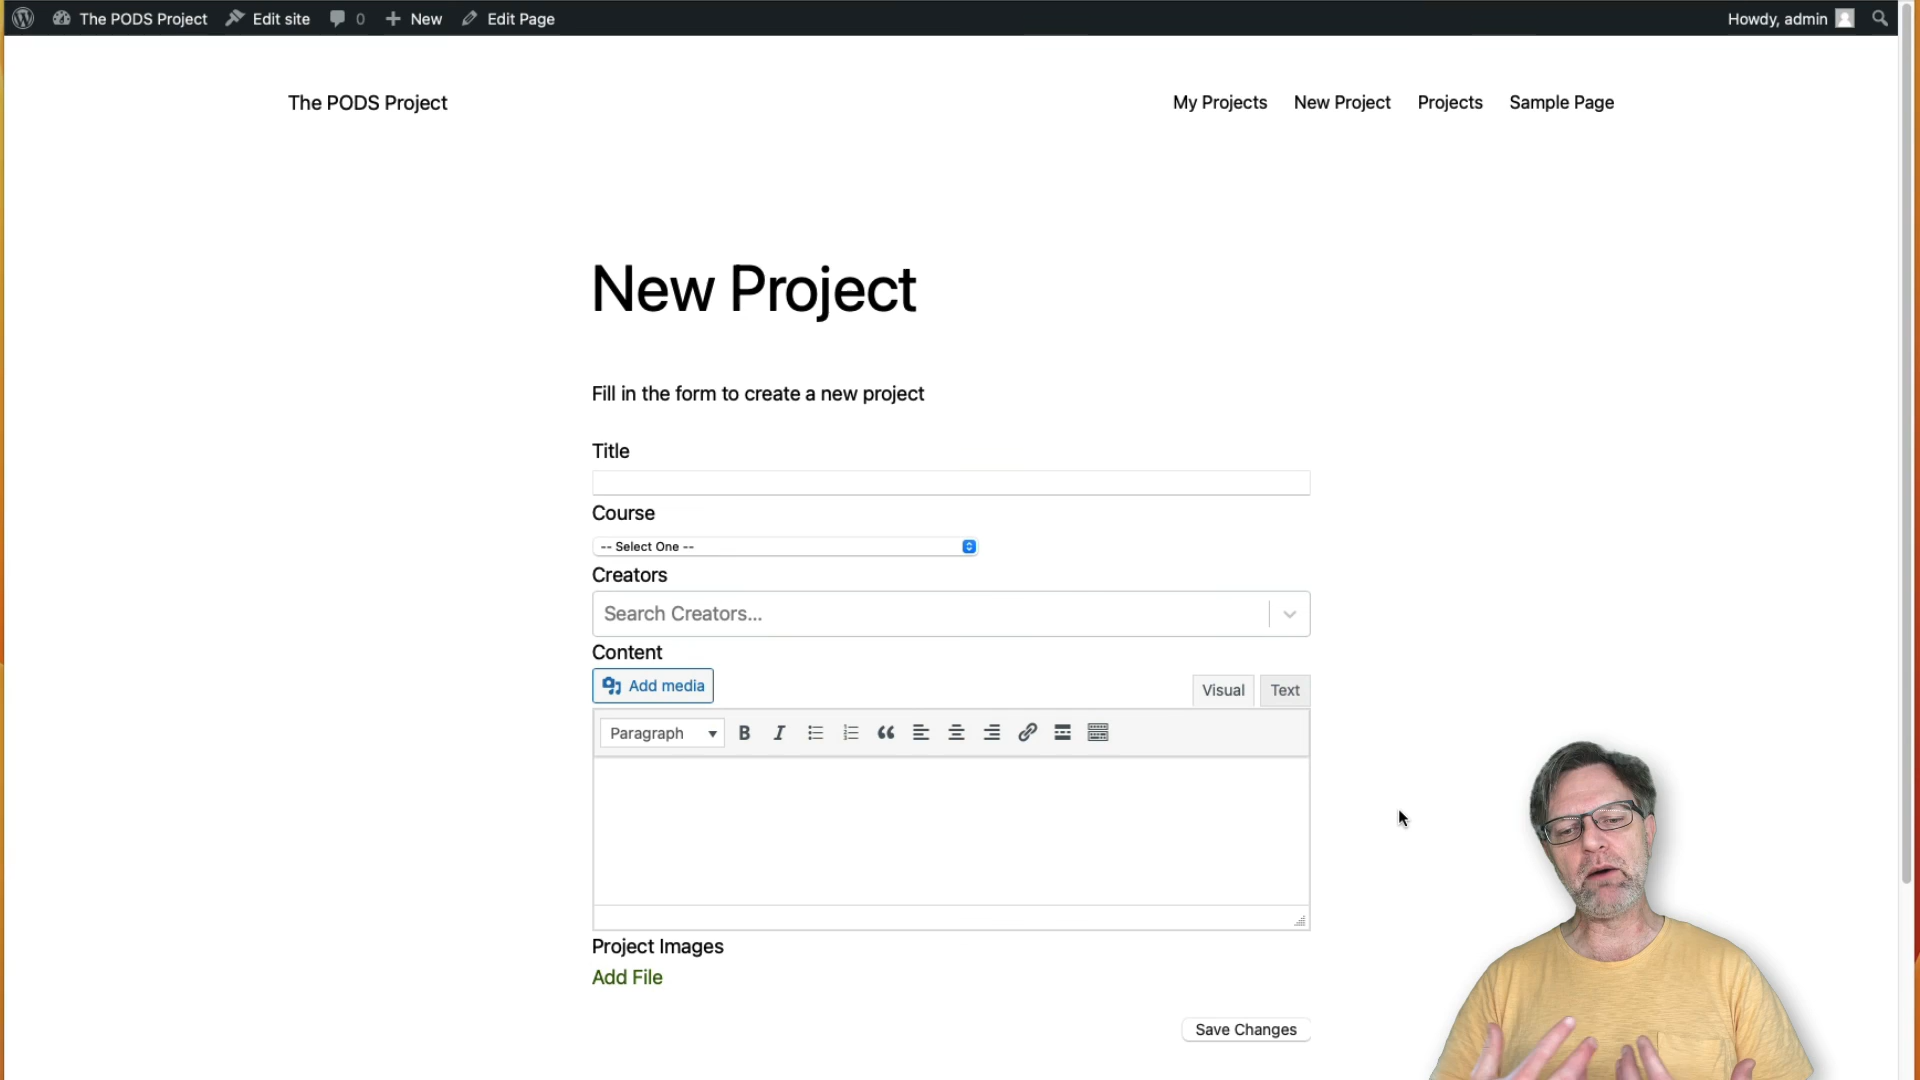 The PODS Project Edit site 0 New Edit Page Howdy, admin
The PODS Project
My Projects New Project Projects Sample Page
New Project
Fill in the form to create a new project
Title
Course
-- Select One --
Creators
Search Creators...
Content
Add media
Visual Text
Paragraph
Project Images
Add File
Save Changes